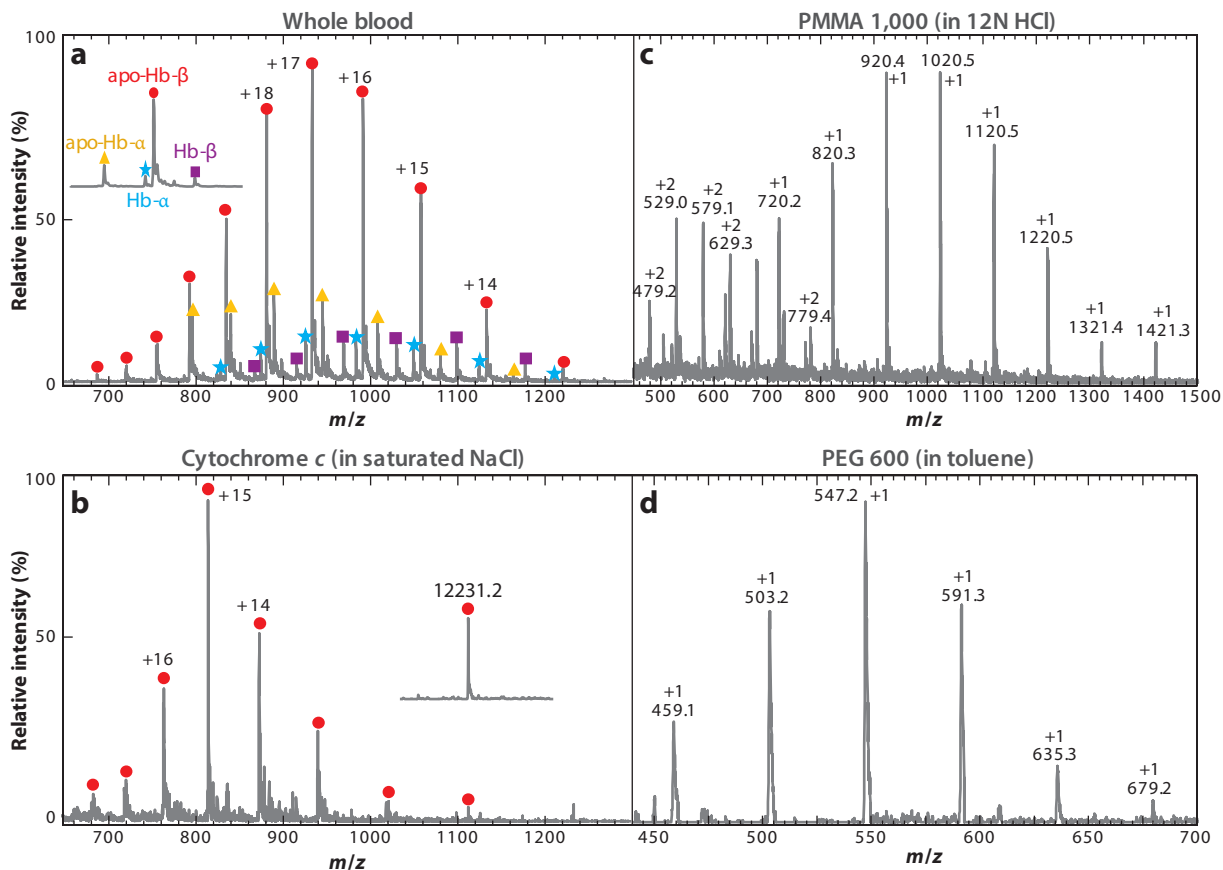 Whole blood
a
100
50
0
Relative intensity (%)
apo-Hb-β
apo-Hb-α
Hb-α
Hb-β
+18
+17
+16
+15
+14
700 800 900 1000 1100 1200
m/z
PMMA 1,000 (in 12N HCl)
c
+2
479.2
+2
529.0
+2
579.1
+2
629.3
+1
720.2
+2
779.4
+1
820.3
920.4
+1
1020.5
+1
+1
1120.5
+1
1220.5
+1
1321.4
+1
1421.3
500 600 700 800 900 1000 1100 1200 1300 1400 1500
m/z
Cytochrome c (in saturated NaCl)
b
100
50
0
Relative intensity (%)
+16
+15
+14
12231.2
700 800 900 1000 1100 1200
m/z
PEG 600 (in toluene)
d
+1
459.1
+1
503.2
547.2 +1
+1
591.3
+1
635.3
+1
679.2
450 500 550 600 650 700
m/z